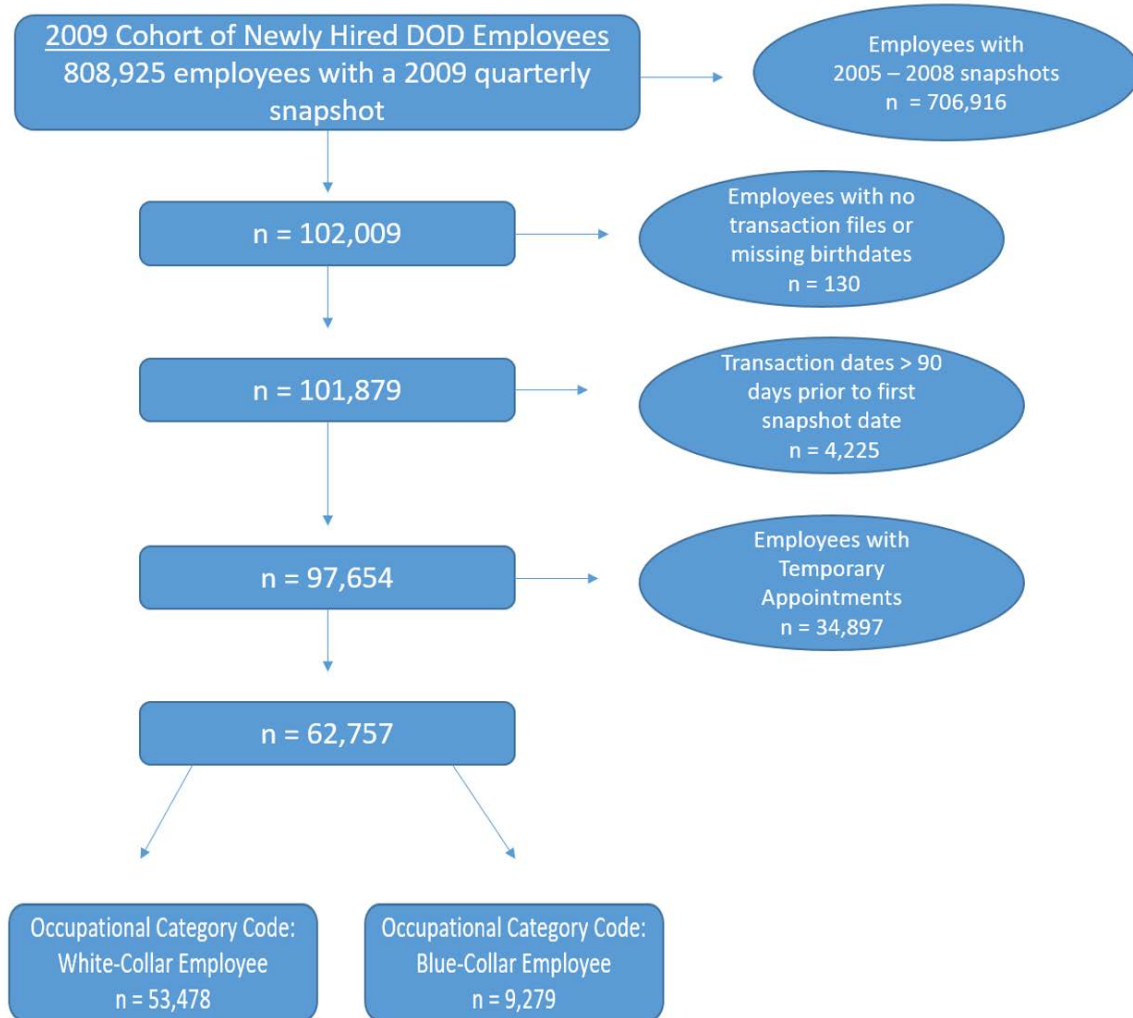 2009 Cohort of Newly Hired DOD Employees
808,925 employees with a 2009 quarterly
snapshot
Employees with
2005 – 2008 snapshots
n  = 706,916
n = 102,009
Employees with no
transaction files or
missing birthdates
n = 130
n = 101,879
Transaction dates > 90
days prior to first
snapshot date
n = 4,225
n = 97,654
Employees with
Temporary
Appointments
n = 34,897
n = 62,757
Occupational Category Code:
White-Collar Employee
n = 53,478
Occupational Category Code:
Blue-Collar Employee
n = 9,279